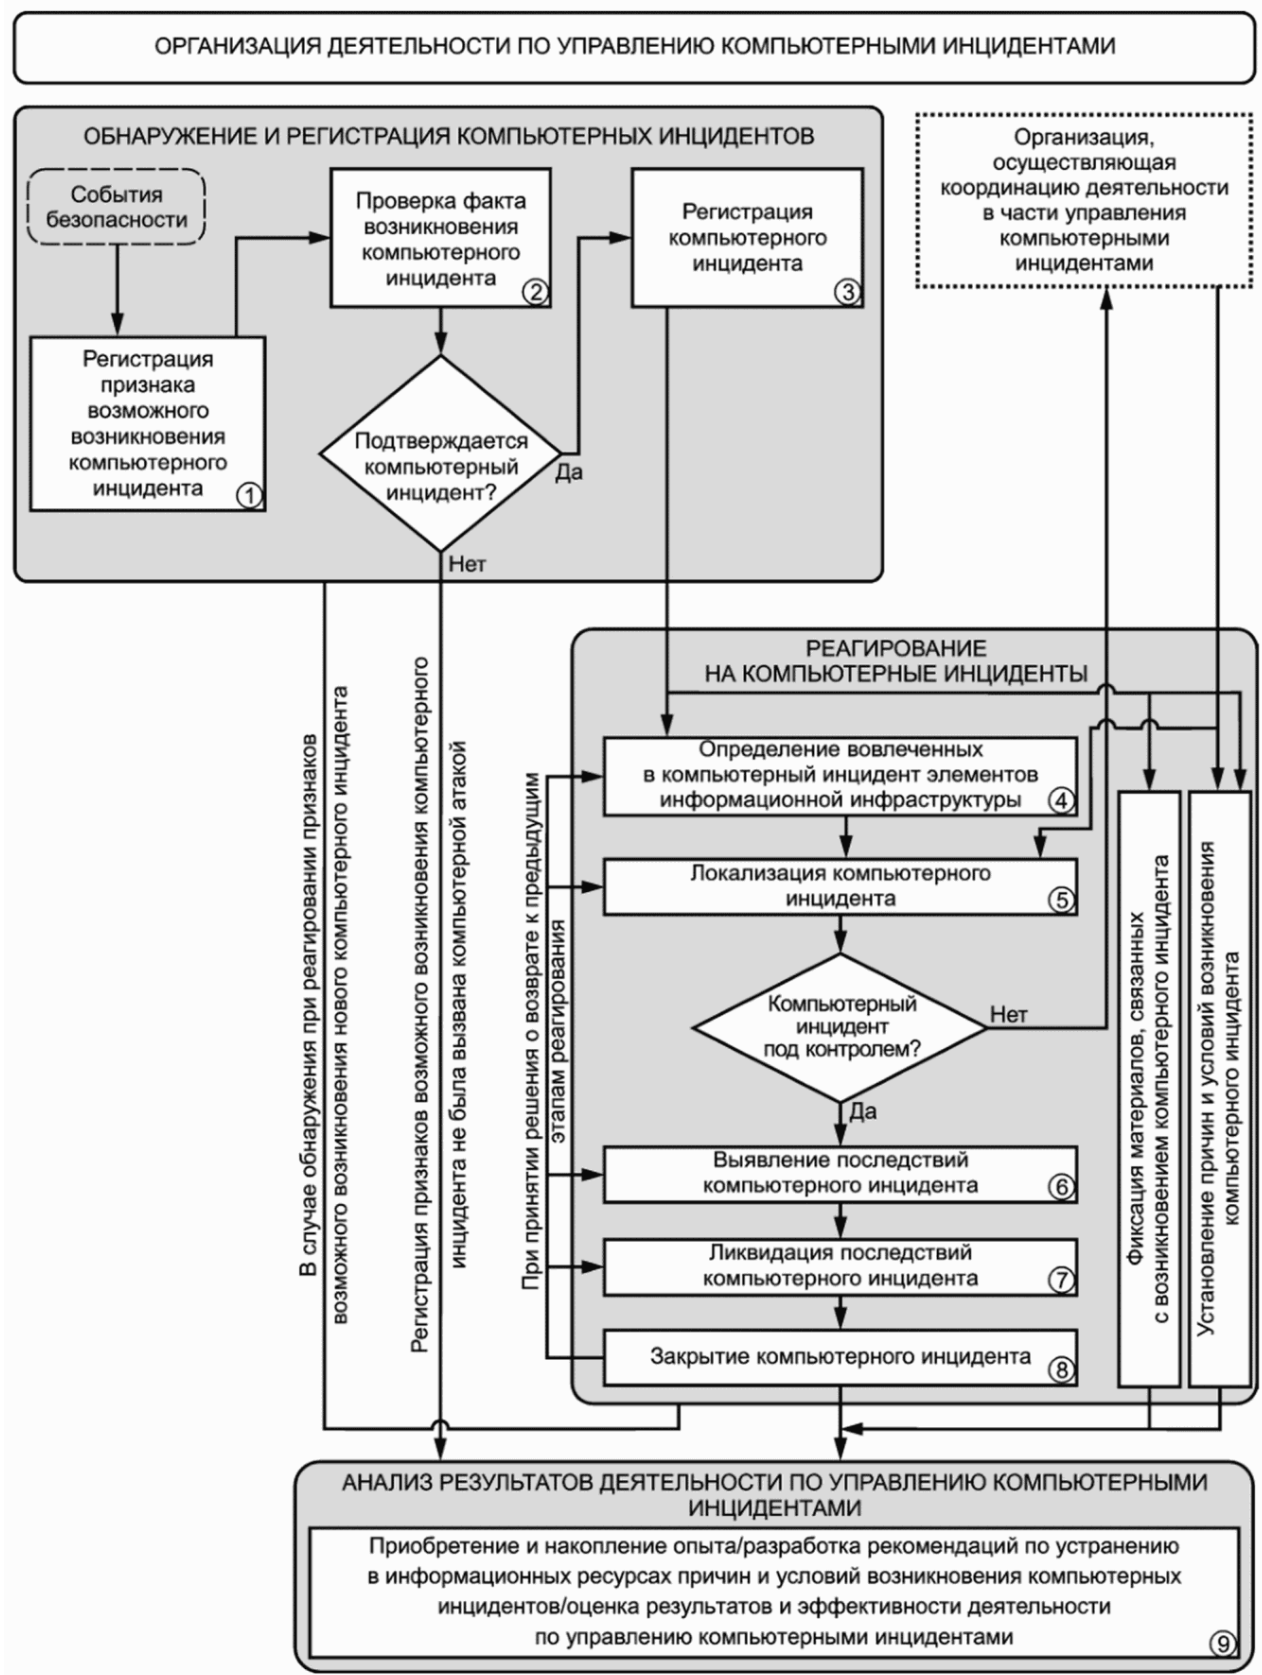 ОРГАНИЗАЦИЯ ДЕЯТЕЛЬНОСТИ ПО УПРАВЛЕНИЮ КОМПЬЮТЕРНЫМИ ИНЦИДЕНТАМИ
ОБНАРУЖЕНИЕ И РЕГИСТРАЦИЯ КОМПЬЮТЕРНЫХ ИНЦИДЕНТОВ
События
безопасности
Регистрация
признака
возможного
возникновения
компьютерного
инцидента
1
Проверка факта
возникновения
компьютерного
инцидента
2
Подтверждается
компьютерный
инцидент?
Да
Нет
Регистрация
компьютерного
инцидента
3
Организация,
осуществляющая
координацию деятельности
в части управления
компьютерными
инцидентами
В случае обнаружения при реагировании признаков
возможного возникновения нового компьютерного инцидента
Регистрация признаков возможного возникновения компьютерного
инцидента не была вызвана компьютерной атакой
РЕАГИРОВАНИЕ
НА КОМПЬЮТЕРНЫЕ ИНЦИДЕНТЫ
При принятии решения о возврате к предыдущим
этапам реагирования
Определение вовлеченных
в компьютерный инцидент элементов
информационной инфраструктуры
4
Локализация компьютерного
инцидента
5
Компьютерный
инцидент
под контролем?
Нет
Да
Выявление последствий
компьютерного инцидента
6
Ликвидация последствий
компьютерного инцидента
7
Закрытие компьютерного инцидента
8
Фиксация материалов, связанных
с возникновением компьютерного инцидента
Установление причин и условий возникновения
компьютерного инцидента
АНАЛИЗ РЕЗУЛЬТАТОВ ДЕЯТЕЛЬНОСТИ ПО УПРАВЛЕНИЮ КОМПЬЮТЕРНЫМИ
ИНЦИДЕНТАМИ
Приобретение и накопление опыта/разработка рекомендаций по устранению
в информационных ресурсах причин и условий возникновения компьютерных
инцидентов/оценка результатов и эффективности деятельности
по управлению компьютерными инцидентами
9